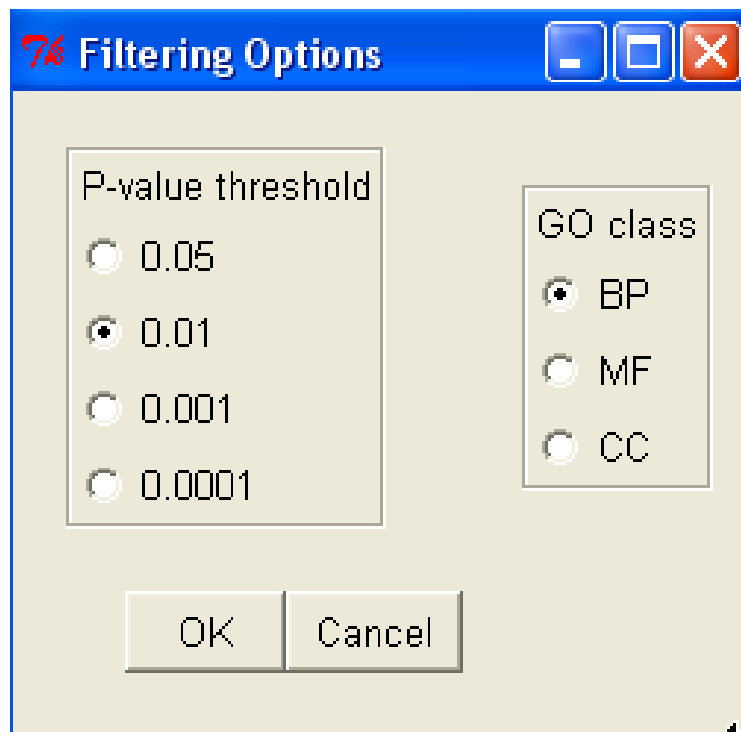 Filtering Options
P-value threshold
0.05
0.01
0.001
0.0001
GO class
BP
MF
CC
OK
Cancel